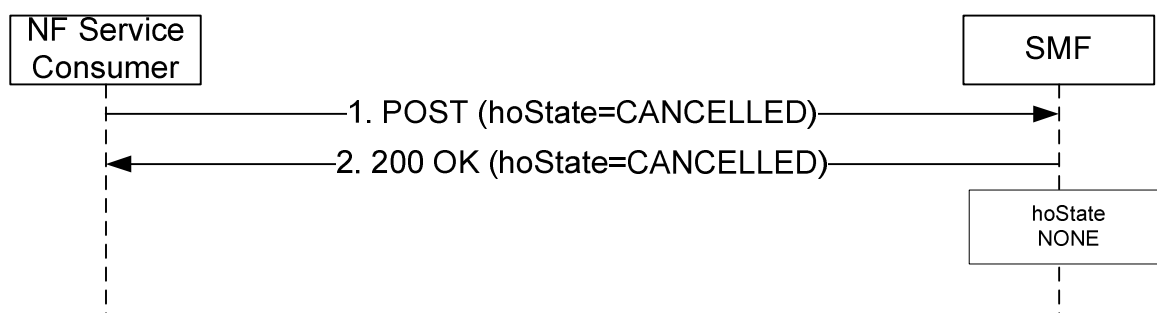 NF Service
Consumer
SMF
1. POST (hoState=CANCELLED)
2. 200 OK (hoState=CANCELLED)
hoState
NONE